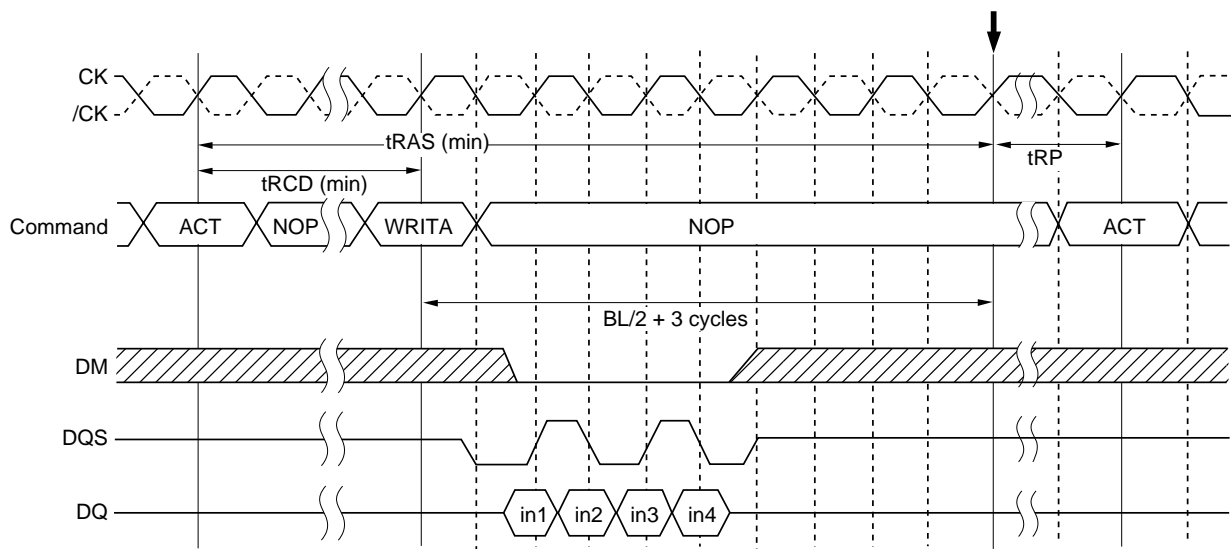 CK
/CK
tRAS (min)
tRP
tRCD (min)
Command ACT NOP WRITA NOP ACT
BL/2 + 3 cycles
DM
DQS
DQ in1 in2 in3 in4